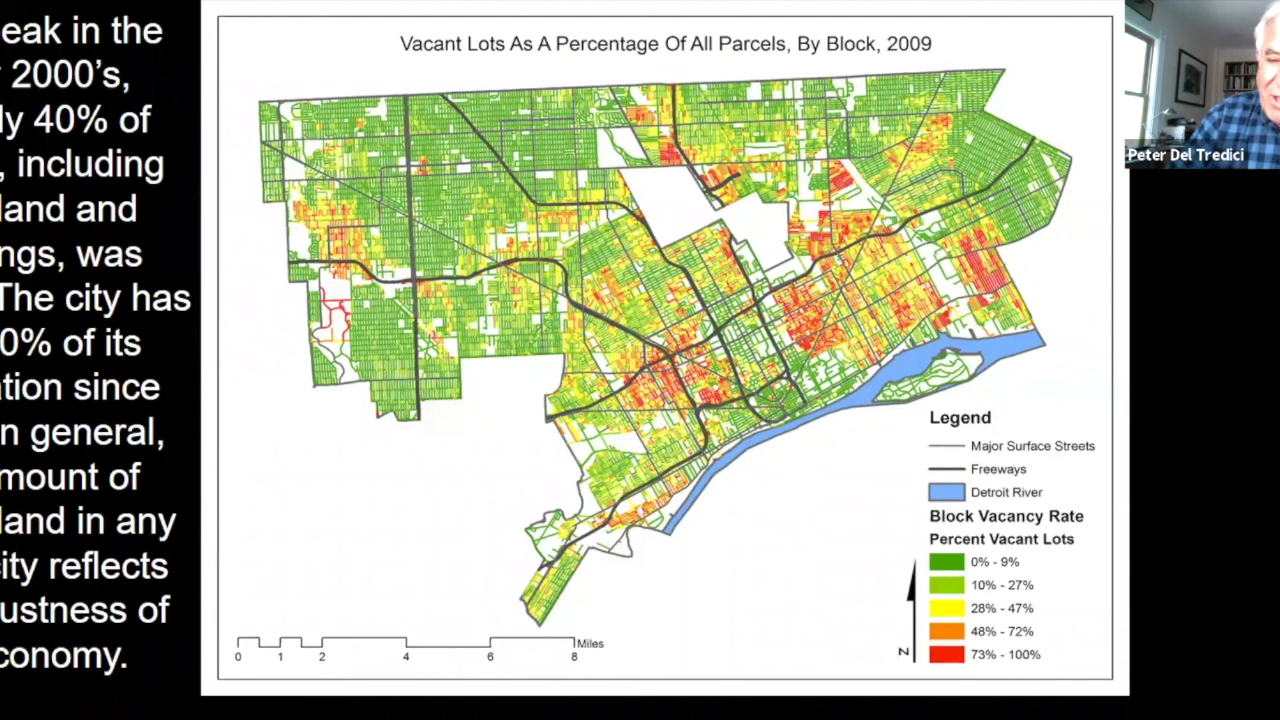 eak in the
2000's,
ly 40% of
, including
land and
ngs, was
The city has
0% of its
ation since
n general,
mount of
land in any
ity reflects
ustness of
conomy.
Vacant Lots As A Percentage Of All Parcels, By Block, 2009
Peter Del Tredici
Legend
Major Surface Streets
Freeways
Detroit River
Block Vacancy Rate
Percent Vacant Lots
0% - 9%
10% - 27%
28% - 47%
48% - 72%
73% - 100%
N
Miles
0 1 2 4 6 8